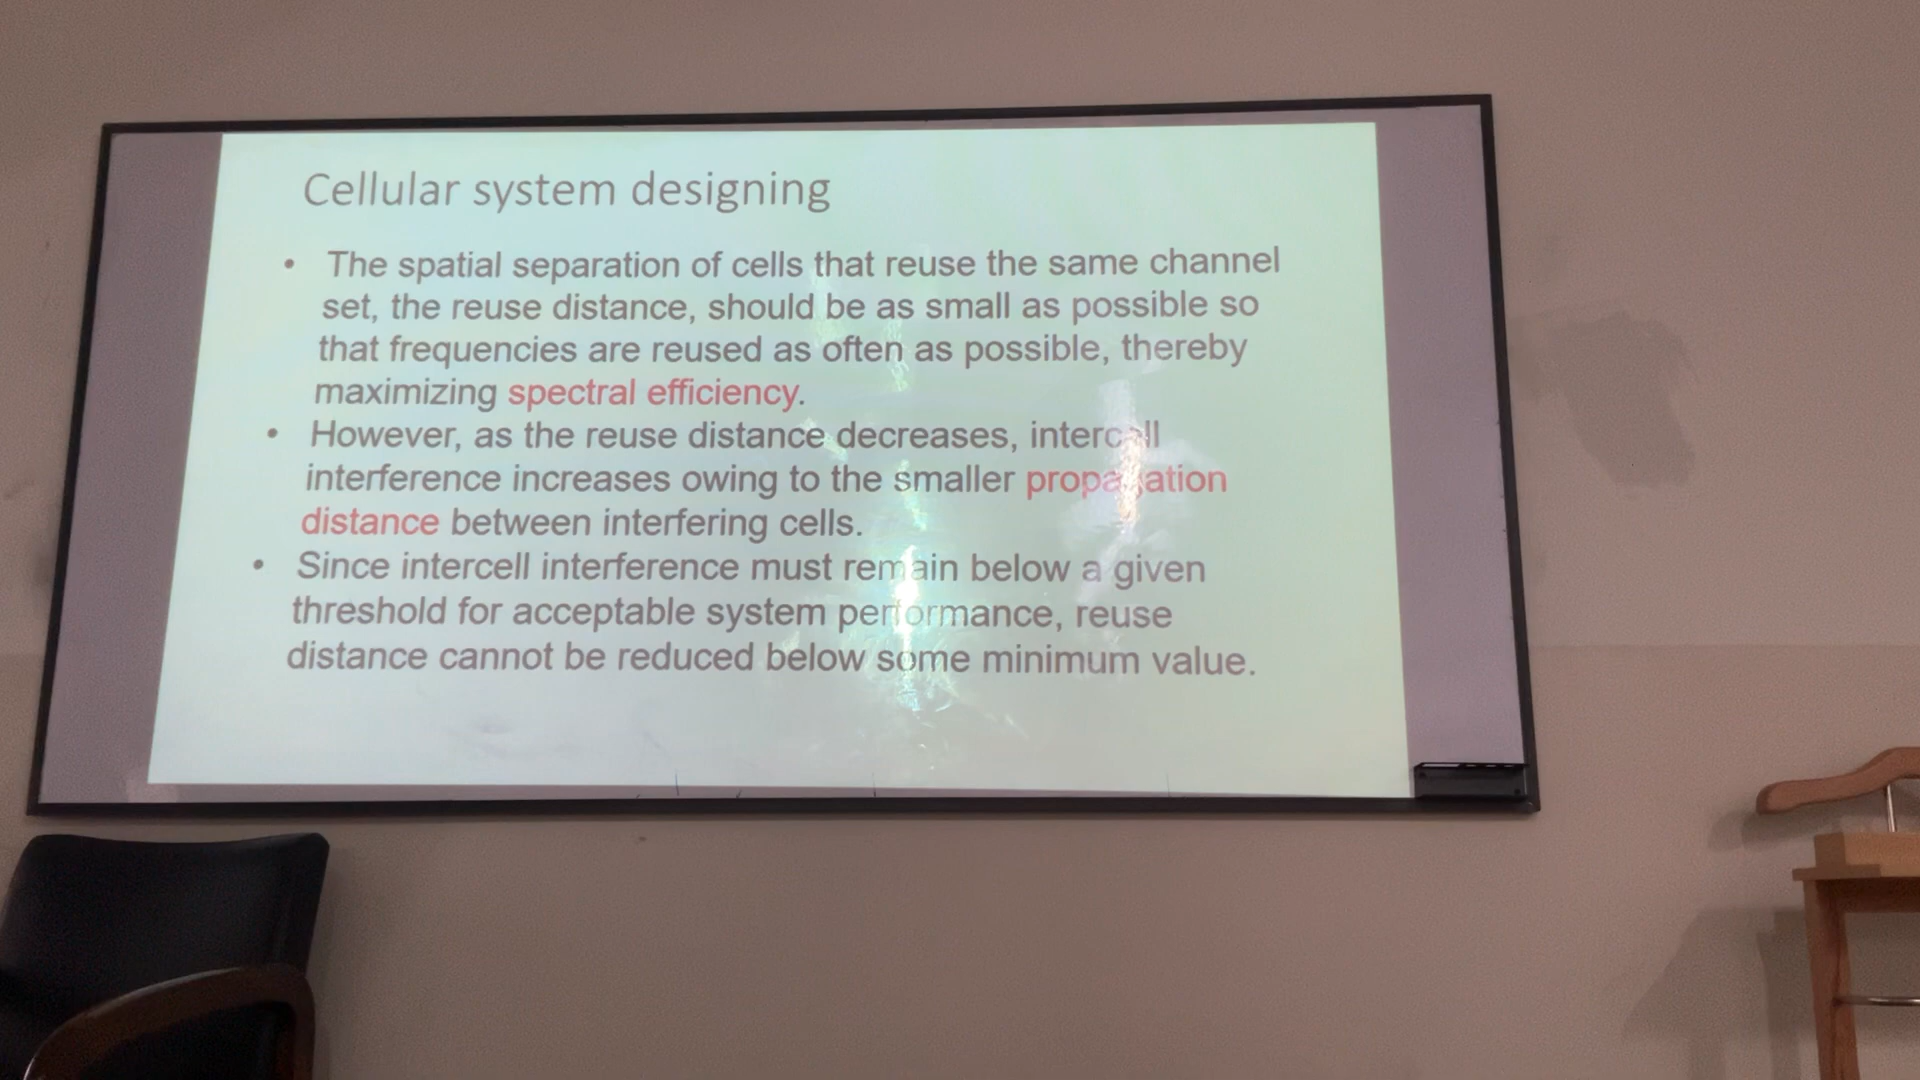 Cellular system designing
• The spatial separation of cells that reuse the same channel
set, the reuse distance, should be as small as possible so
that frequencies are reused as often as possible, thereby
maximizing spectral efficiency.
• However, as the reuse distance decreases, intercell
interference increases owing to the smaller propagation
distance between interfering cells.
• Since intercell interference must remain below a given
threshold for acceptable system performance, reuse
distance cannot be reduced below some minimum value.